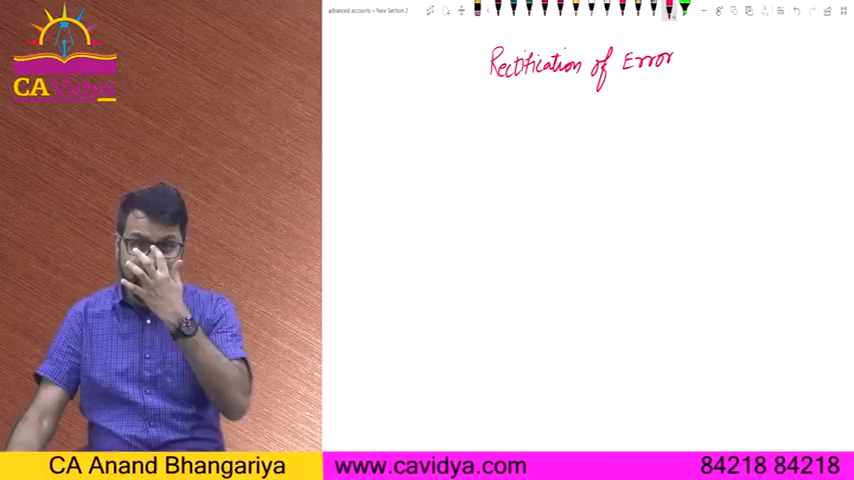 advanced accounts » New Section 2
Rectification of Error
CA Vidya
CA Anand Bhangariya
www.cavidya.com
84218 84218